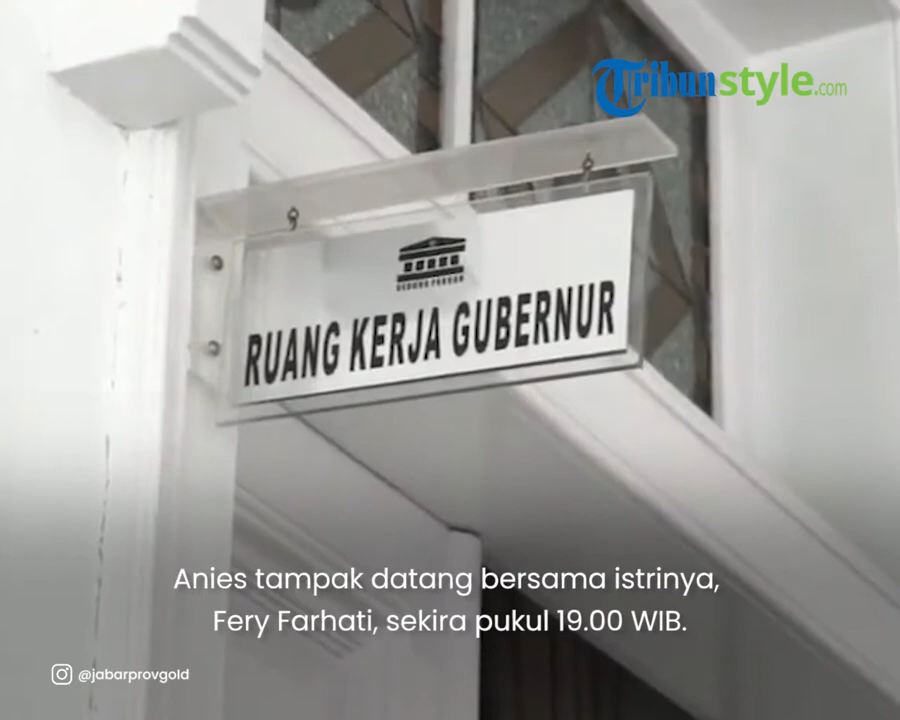 Tribunstyle.com
RUANG KERJA GUBERNUR
Anies tampak datang bersama istrinya,
Fery Farhati, sekira pukul 19.00 WIB.
@jabarprovgold